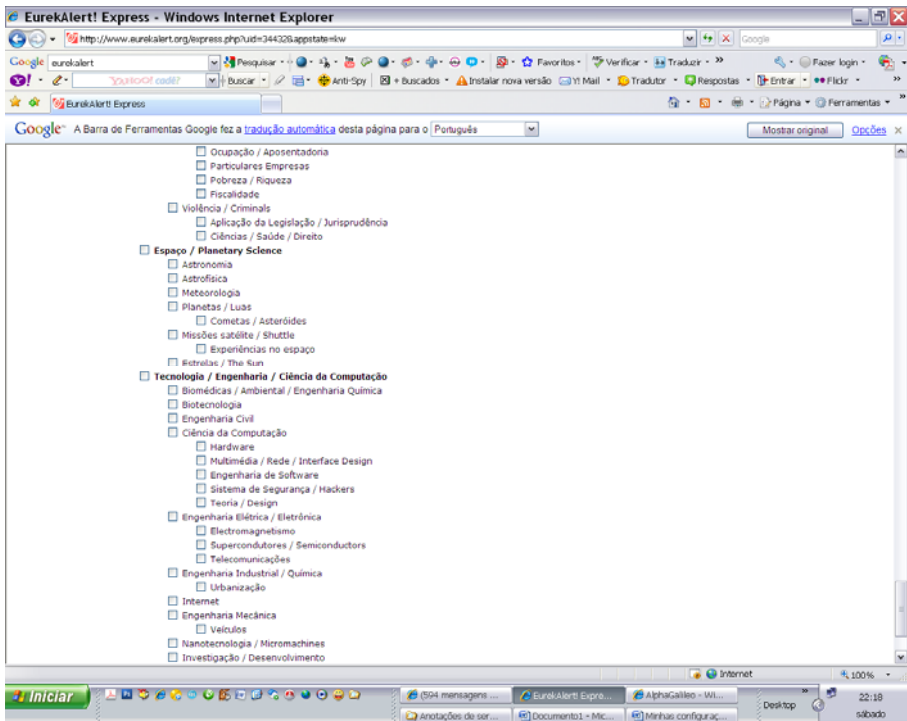 EurekAlert! Express - Windows Internet Explorer
http://www.eurekalert.org/express.php?uid=34432&appstate=kw
Google
Google eurekalert Pesquisar Favoritos Verificar Traduzir » Fazer login
Y! Buscar Anti-Spy + Buscados Instalar nova versão Y! Mail Tradutor Respostas Entrar Flickr »
EurekAlert! Express Página Ferramentas »
Google A Barra de Ferramentas Google fez a tradução automática desta página para o Português Mostrar original Opções ×
Ocupação / Aposentadoria
Particulares Empresas
Pobreza / Riqueza
Fiscalidade
Violência / Criminals
Aplicação da Legislação / Jurisprudência
Ciências / Saúde / Direito
Espaço / Planetary Science
Astronomia
Astrofísica
Meteorologia
Planetas / Luas
Cometas / Asteróides
Missões satélite / Shuttle
Experiências no espaço
Estrelas / The Sun
Tecnologia / Engenharia / Ciência da Computação
Biomédicas / Ambiental / Engenharia Química
Biotecnologia
Engenharia Civil
Ciência da Computação
Hardware
Multimédia / Rede / Interface Design
Engenharia de Software
Sistema de Segurança / Hackers
Teoria / Design
Engenharia Elétrica / Eletrônica
Electromagnetismo
Supercondutores / Semiconductors
Telecomunicações
Engenharia Industrial / Química
Urbanização
Internet
Engenharia Mecânica
Veículos
Nanotecnologia / Micromachines
Investigação / Desenvolvimento
Internet 100%
Iniciar (594 mensagens ... EurekAlert! Expre... AlphaGalileo - Wi... Desktop » 22:18
Anotações de ser... Documento1 - Mic... Minhas configuraç... sábado